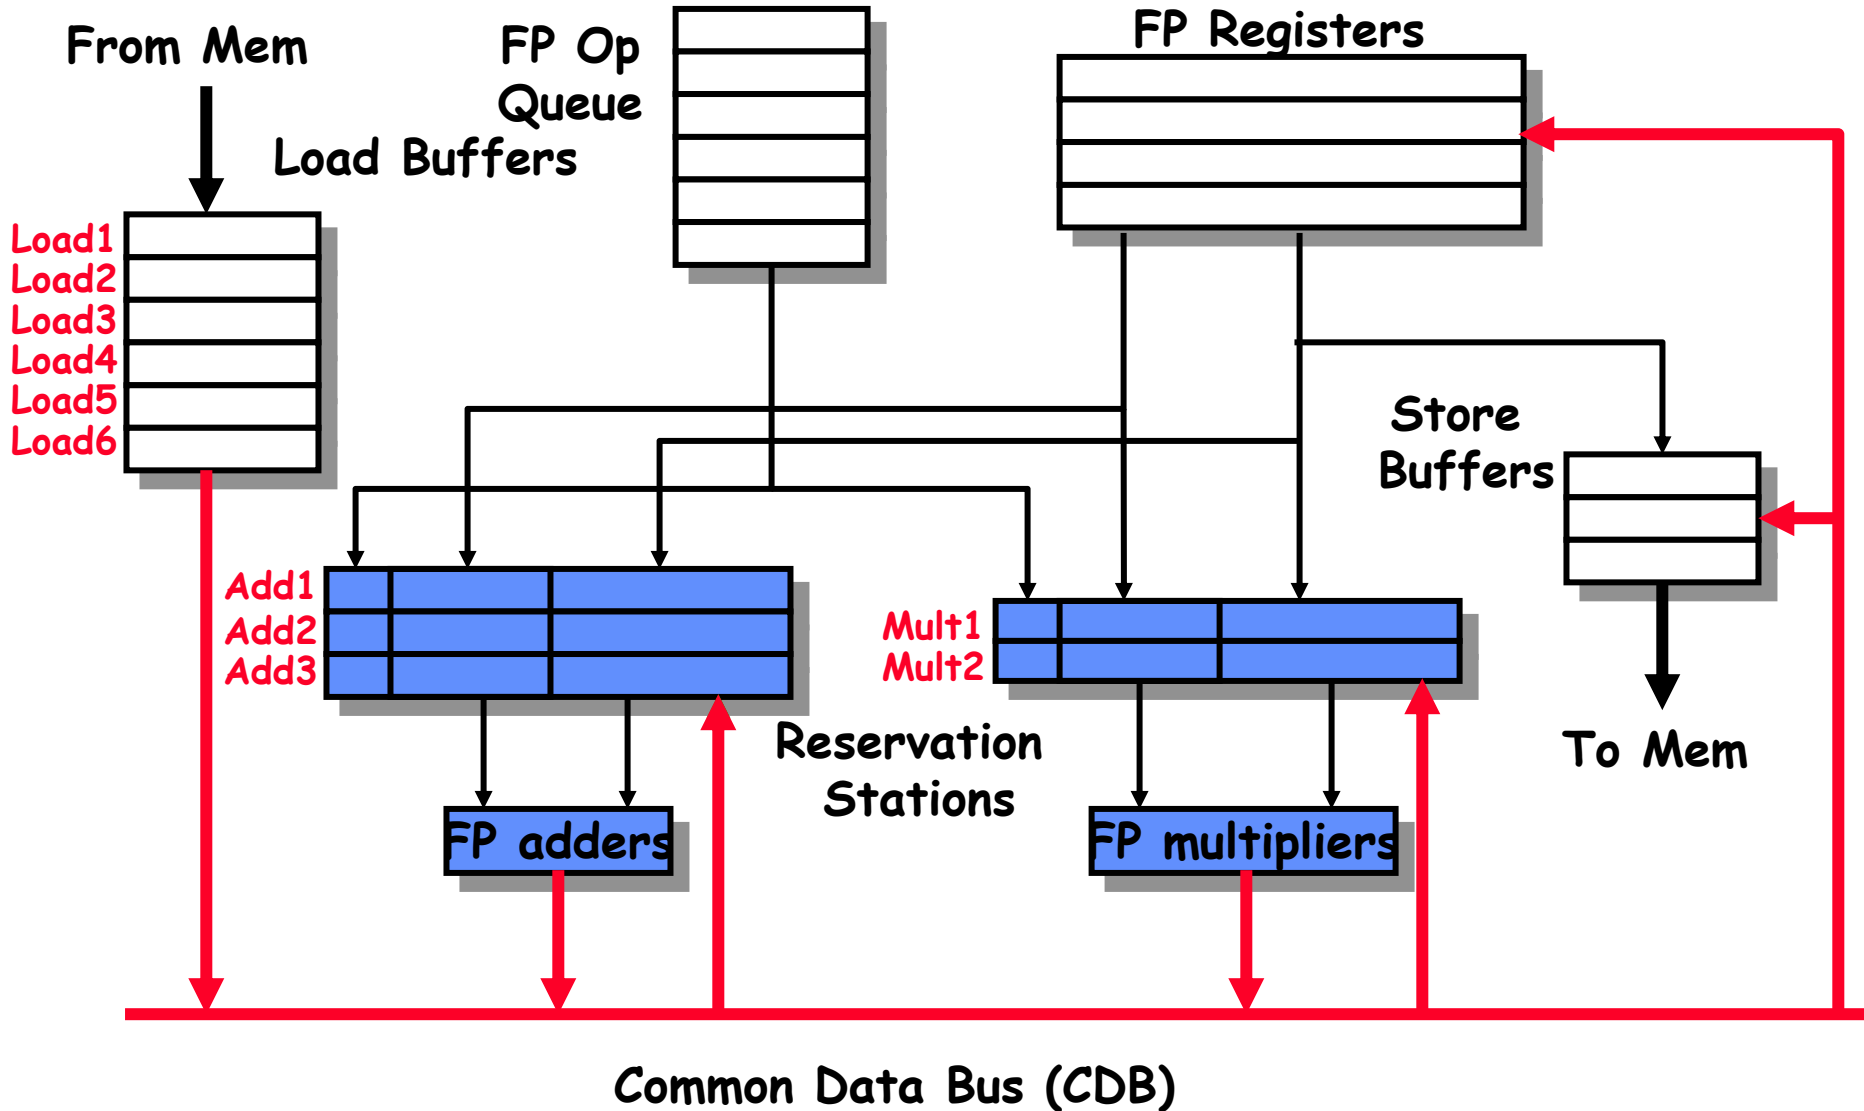 From Mem
FP Op
Queue
FP Registers
Load Buffers
Load1
Load2
Load3
Load4
Load5
Load6
Store
Buffers
Add1
Add2
Add3
Mult1
Mult2
Reservation
Stations
To Mem
FP adders
FP multipliers
Common Data Bus (CDB)